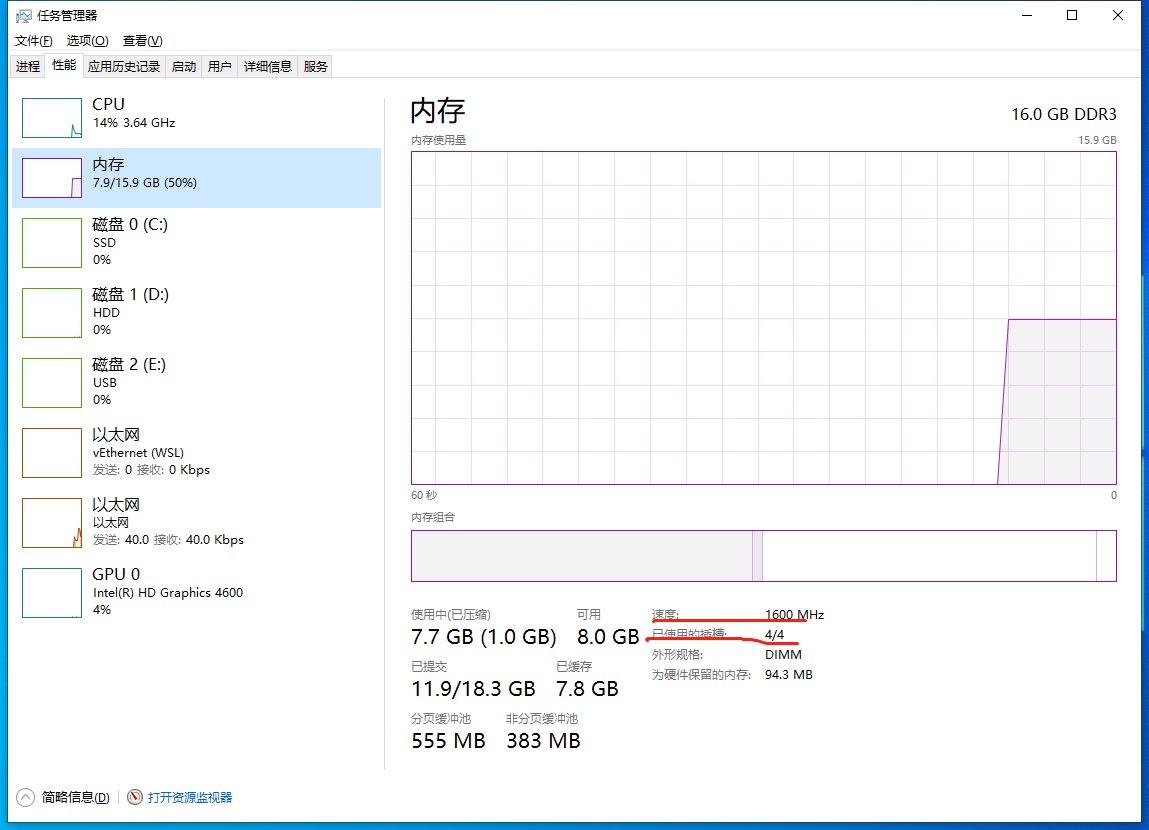 任务管理器
文件(F) 选项(O) 查看(V)
进程 性能 应用历史记录 启动 用户 详细信息 服务
CPU
14% 3.64 GHz
内存
7.9/15.9 GB (50%)
磁盘 0 (C:)
SSD
0%
磁盘 1 (D:)
HDD
0%
磁盘 2 (E:)
USB
0%
以太网
vEthernet (WSL)
发送: 0 接收: 0 Kbps
以太网
以太网
发送: 40.0 接收: 40.0 Kbps
GPU 0
Intel(R) HD Graphics 4600
4%
内存 16.0 GB DDR3
内存使用量 15.9 GB
60 秒 0
内存组合
使用中(已压缩) 可用
7.7 GB (1.0 GB) 8.0 GB
已提交 已缓存
11.9/18.3 GB 7.8 GB
分页缓冲池 非分页缓冲池
555 MB 383 MB
速度: 1600 MHz
已使用的插槽: 4/4
外形规格: DIMM
为硬件保留的内存: 94.3 MB
简略信息(D) 打开资源监视器